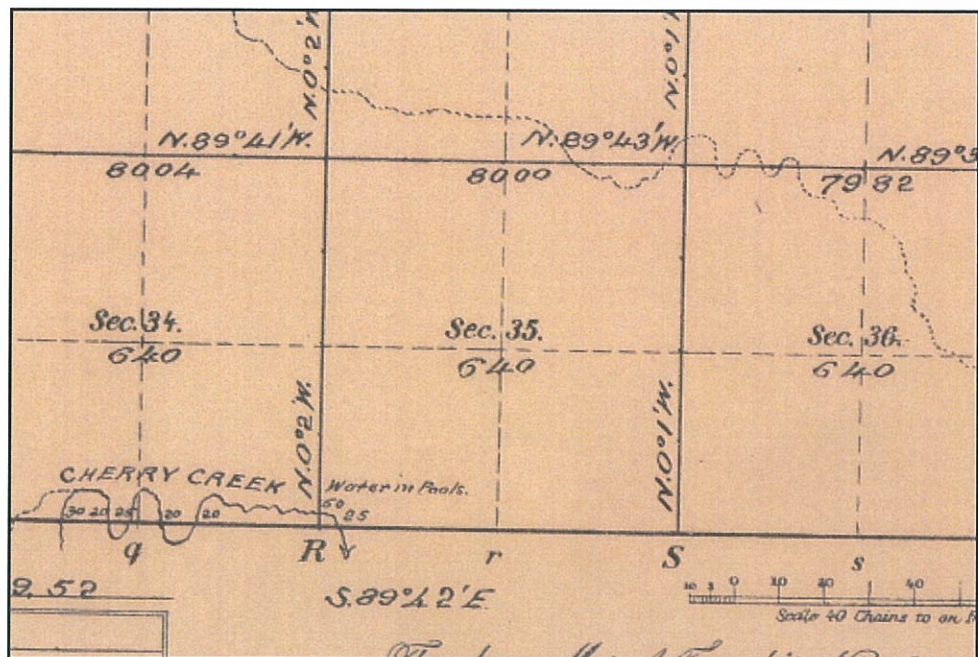 N.0°2'W.
N.0°1'W.
N.89°41'W.
N.89°43'W.
N.89°3
80 04
80 00
79 82
Sec. 34.
Sec. 35.
Sec. 36.
640
640
640
N.0°2'W.
N.0°1'W.
CHERRY CREEK
Water in Pools.
30 20 25 20 20 50 25
q R r S s
9.52
S.89°42'E
10 5 0 10 20 40
Scale 40 Chains to an